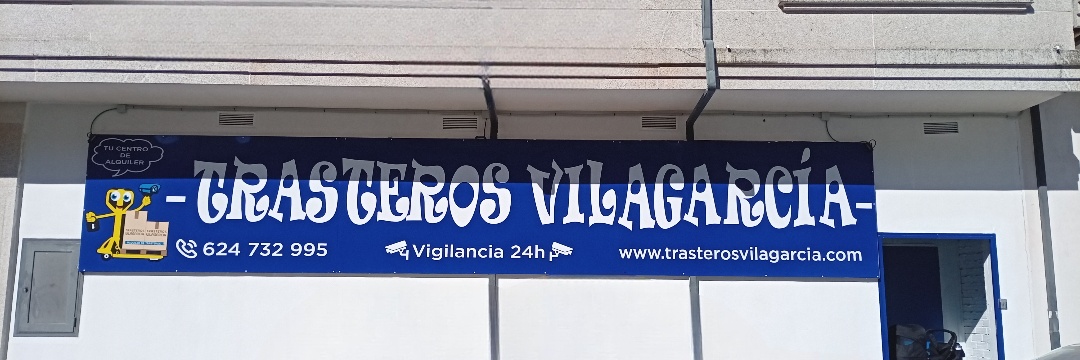 TU CENTRO
DE
ALQUILER
-TRASTEROS VILAGARCÍA-
624 732 995
Vigilancia 24h
www.trasterosvilagarcia.com